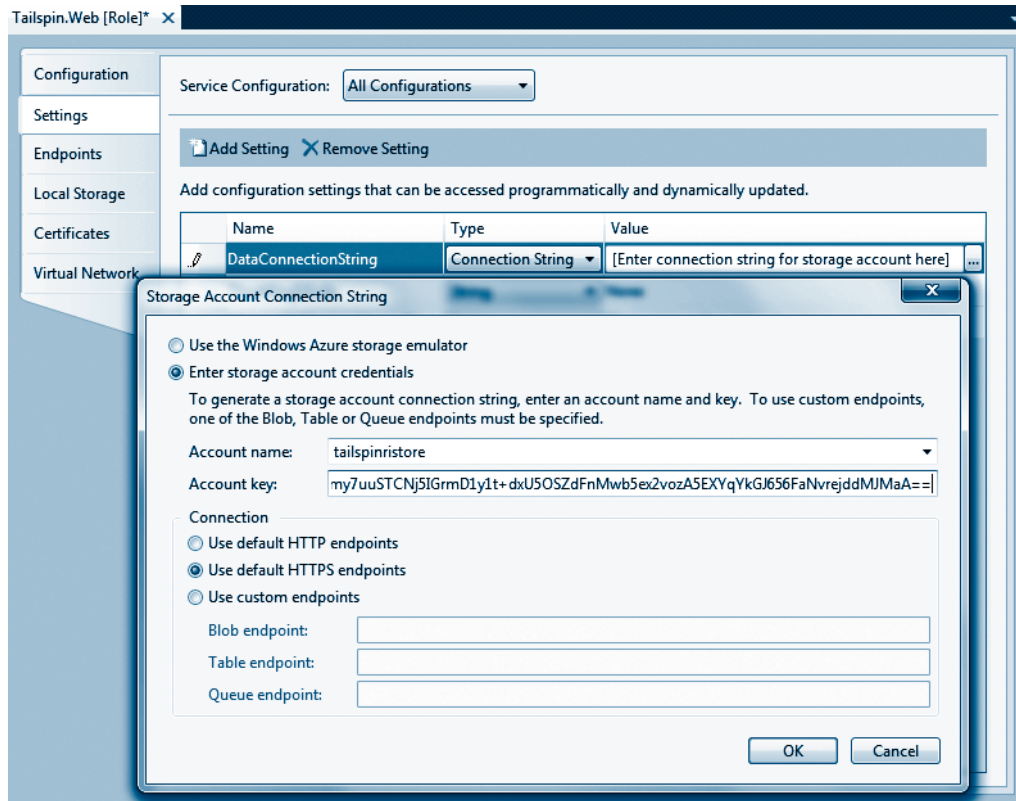 Tailspin.Web [Role]* X
Configuration
Settings
Endpoints
Local Storage
Certificates
Virtual Network
Service Configuration: All Configurations
Add Setting Remove Setting
Add configuration settings that can be accessed programmatically and dynamically updated.
Name Type Value
DataConnectionString Connection String [Enter connection string for storage account here] ...
Storage Account Connection String
Use the Windows Azure storage emulator
Enter storage account credentials
To generate a storage account connection string, enter an account name and key. To use custom endpoints,
one of the Blob, Table or Queue endpoints must be specified.
Account name: tailspinristore
Account key: my7uuSTCNj5IGrmD1y1t+dxU5OSZdFnMwb5ex2vozA5EXYqYkGJ656FaNvrejddMJMaA==
Connection
Use default HTTP endpoints
Use default HTTPS endpoints
Use custom endpoints
Blob endpoint:
Table endpoint:
Queue endpoint:
OK Cancel